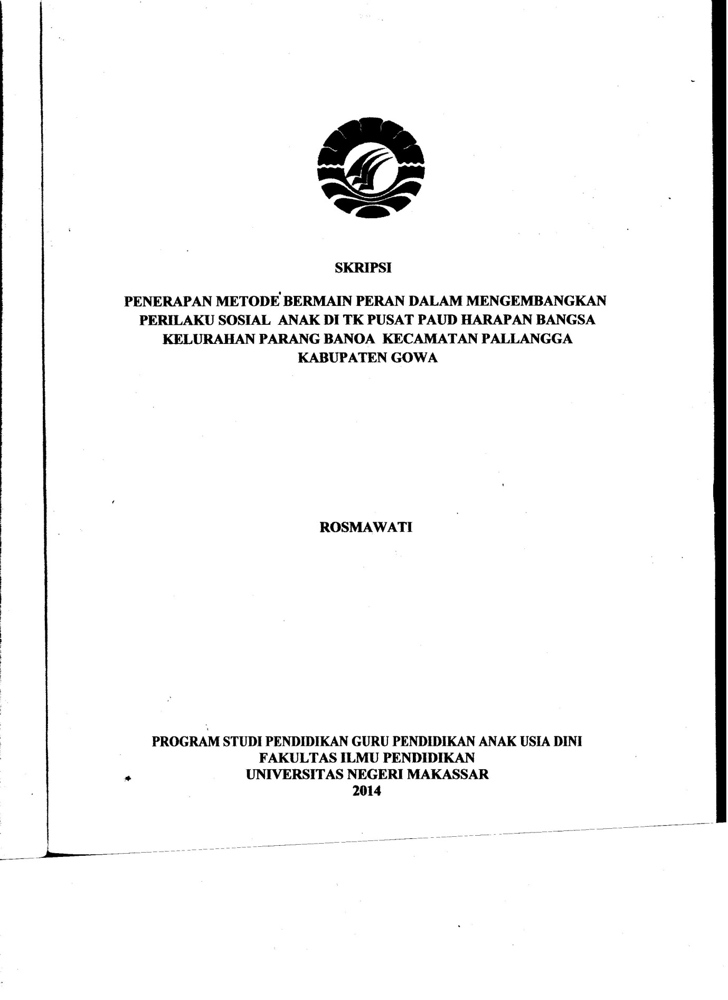 SKRIPSI
PENERAPAN METODE BERMAIN PERAN DALAM MENGEMBANGKAN
PERILAKU SOSIAL ANAK DI TK PUSAT PAUD HARAPAN BANGSA
KELURAHAN PARANG BANOA KECAMATAN PALLANGGA
KABUPATEN GOWA
ROSMAWATI
PROGRAM STUDI PENDIDIKAN GURU PENDIDIKAN ANAK USIA DINI
FAKULTAS ILMU PENDIDIKAN
UNIVERSITAS NEGERI MAKASSAR
2014